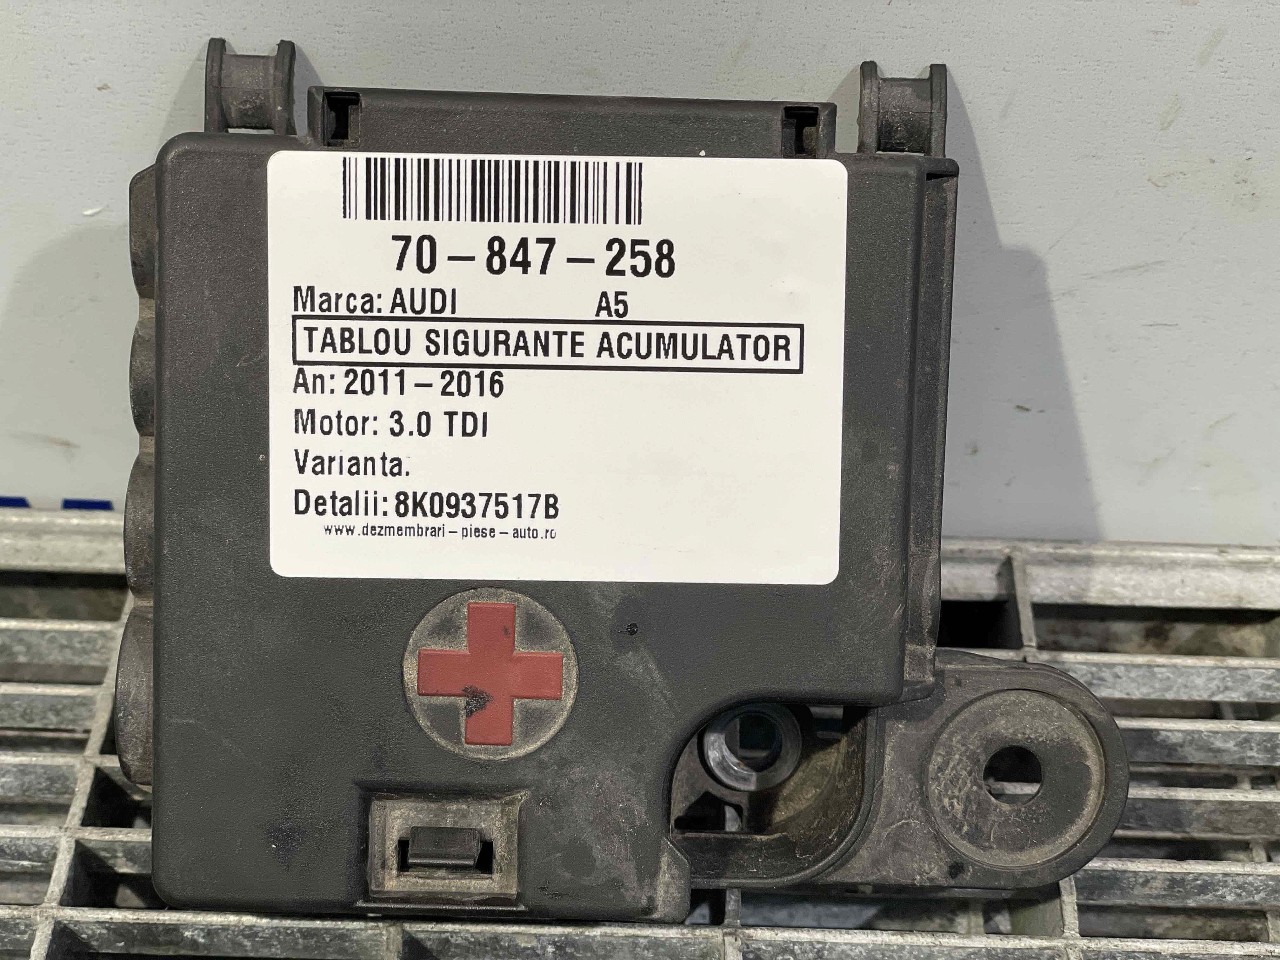 70-847-258
Marca: AUDI A5
TABLOU SIGURANTE ACUMULATOR
An: 2011-2016
Motor: 3.0 TDI
Varianta.
Detalii: 8K0937517B
www.dezmembrari-piese-auto.ro